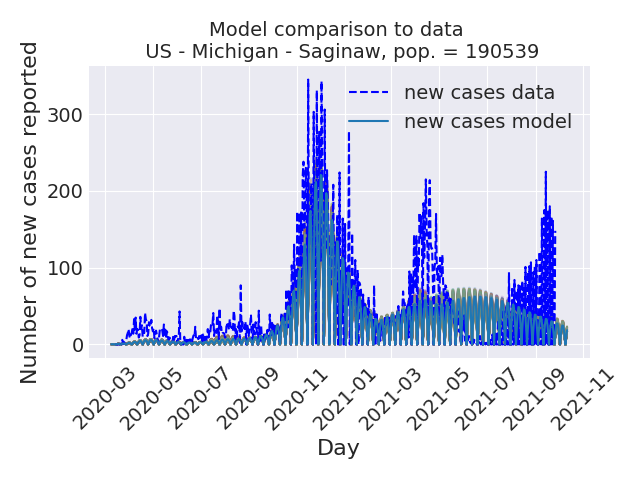 Model comparison to data
US - Michigan - Saginaw, pop. = 190539
Number of new cases reported
300
200
100
0
new cases data
new cases model
2020-03
2020-05
2020-07
2020-09
2020-11
2021-01
2021-03
2021-05
2021-07
2021-09
2021-11
Day